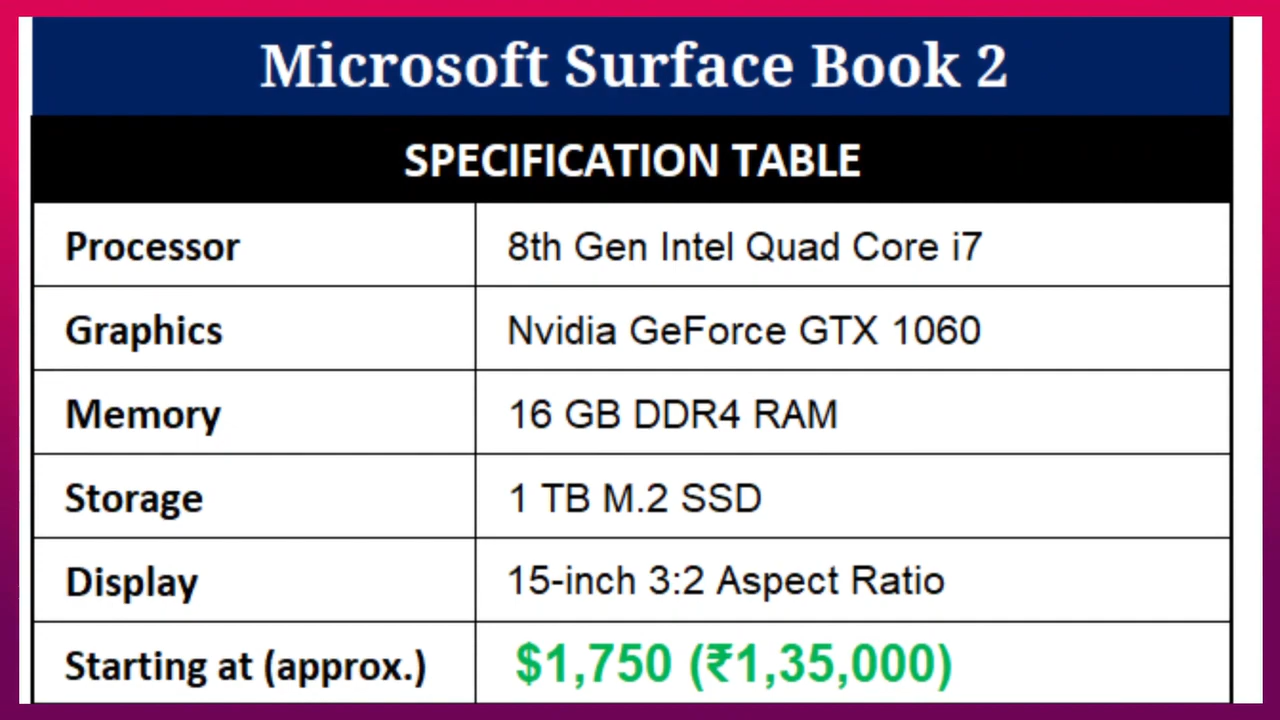 Microsoft Surface Book 2
SPECIFICATION TABLE
Processor 8th Gen Intel Quad Core i7
Graphics Nvidia GeForce GTX 1060
Memory 16 GB DDR4 RAM
Storage 1 TB M.2 SSD
Display 15-inch 3:2 Aspect Ratio
Starting at (approx.) $1,750 (₹1,35,000)